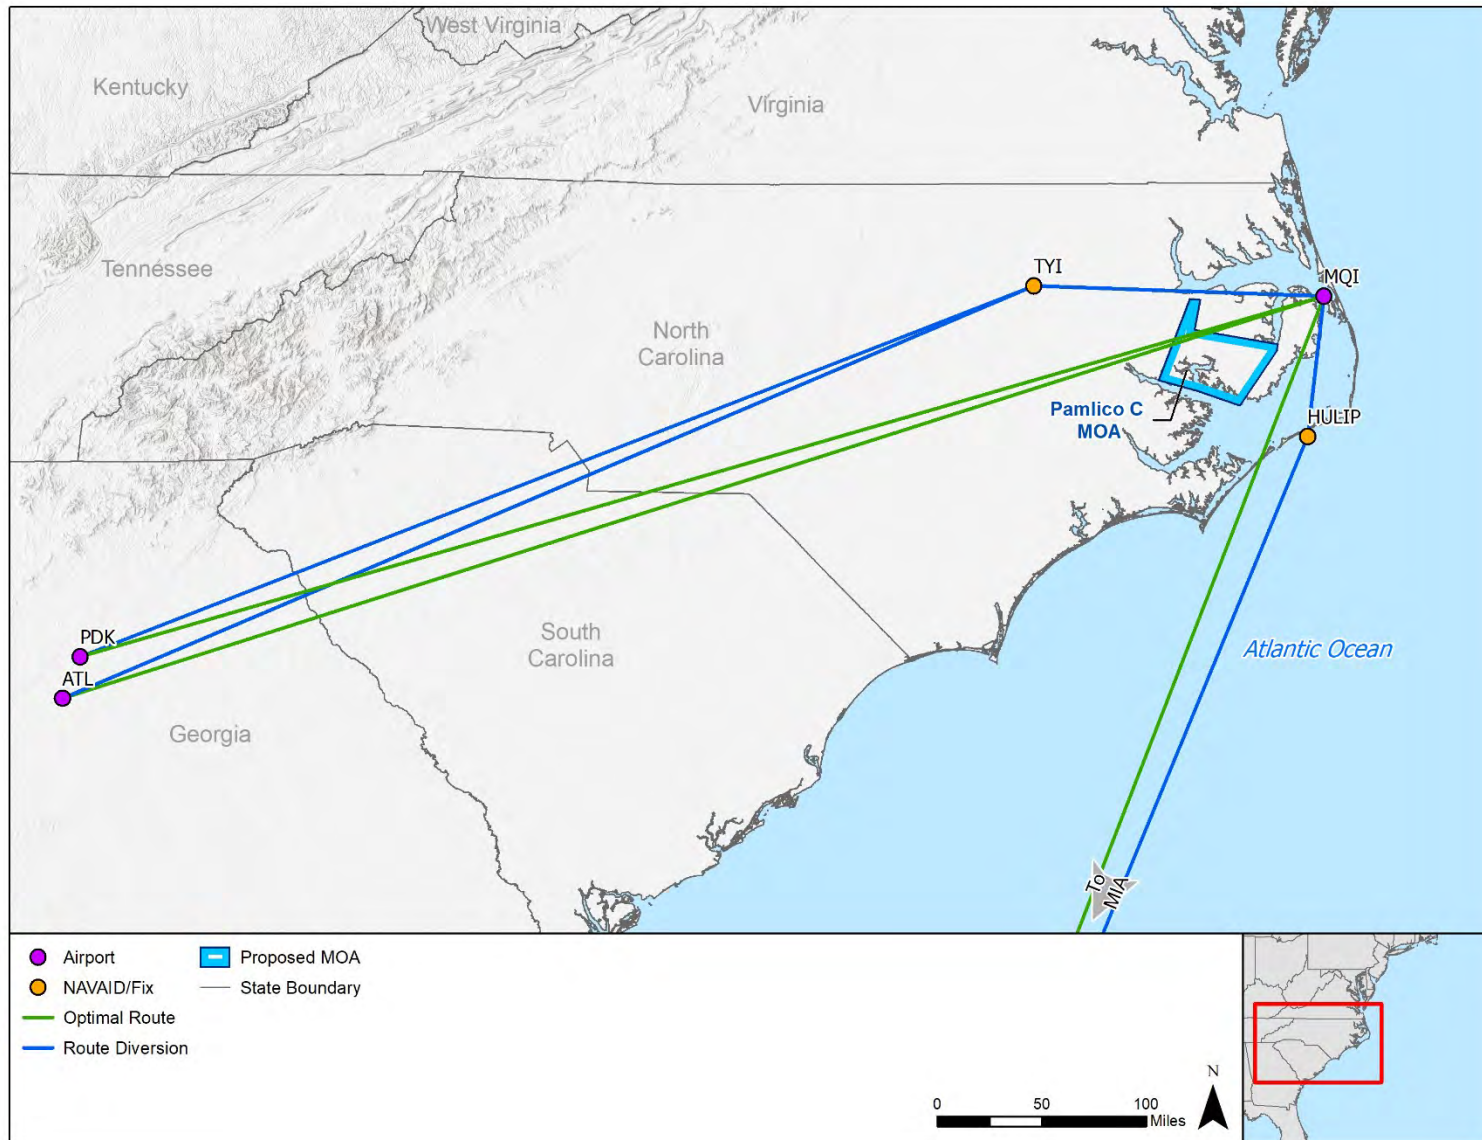 West Virginia
Kentucky
Virginia
Tennessee
TYI
MQI
North
Carolina
Pamlico C
MOA
HULIP
PDK
ATL
South
Carolina
Atlantic Ocean
Georgia
To
MIA
Airport
Proposed MOA
NAVAID/Fix
State Boundary
Optimal Route
Route Diversion
N
0 50 100
Miles